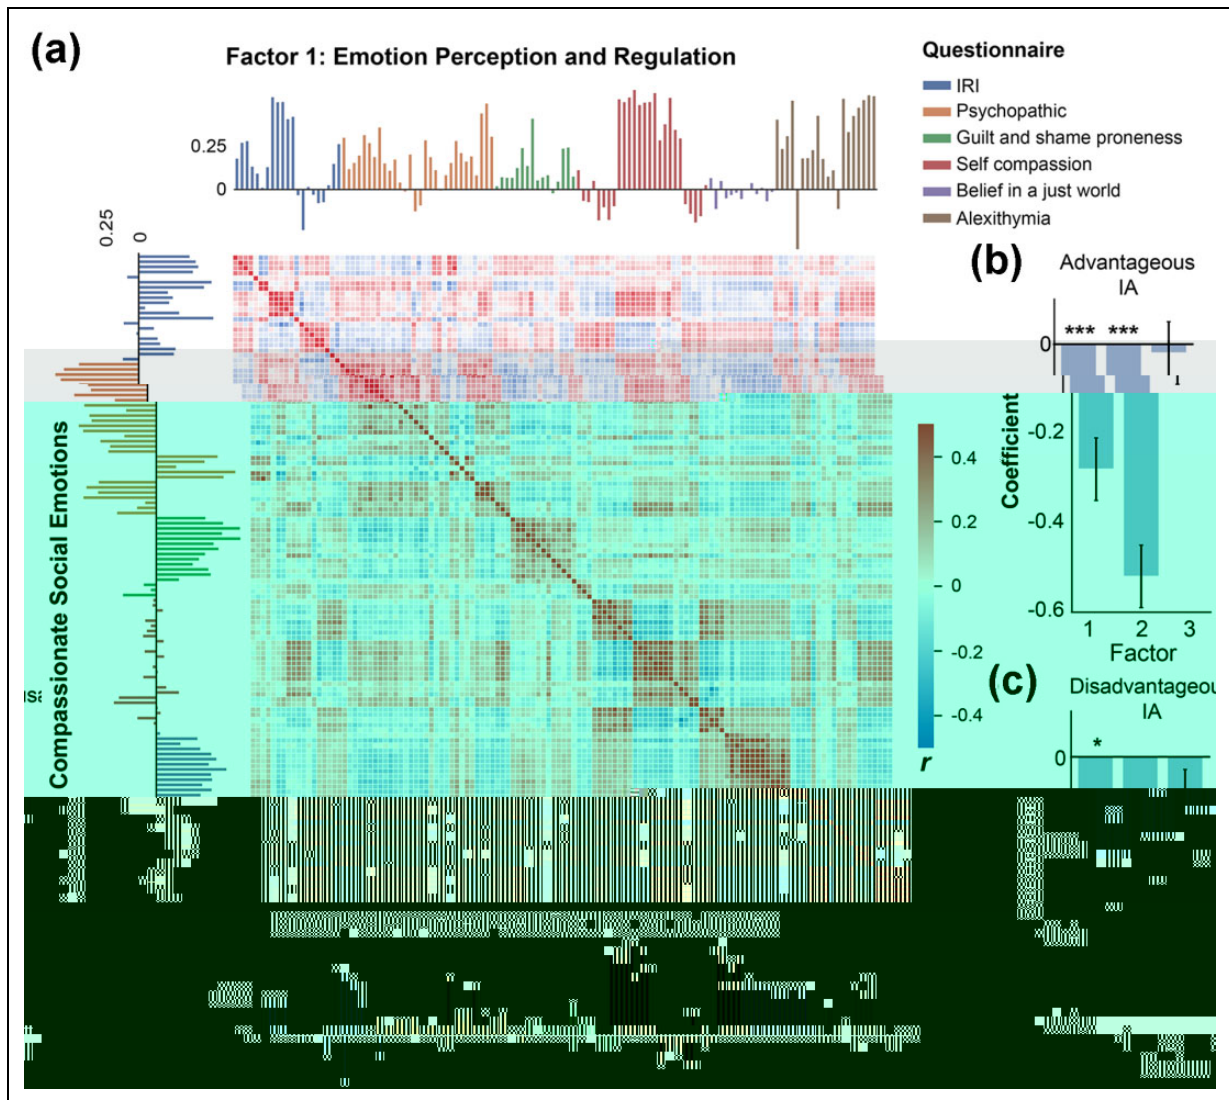 (a)
Factor 1: Emotion Perception and Regulation
0.25
0
Questionnaire
IRI
Psychopathic
Guilt and shame proneness
Self compassion
Belief in a just world
Alexithymia
0.25
0
Compassionate Social Emotions
0.4
0.2
0
-0.2
-0.4
r
(b)
Advantageous
IA
*** ***
0
-0.2
-0.4
-0.6
Coefficient
1 2 3
Factor
(c)
Disadvantageou
IA
*
0